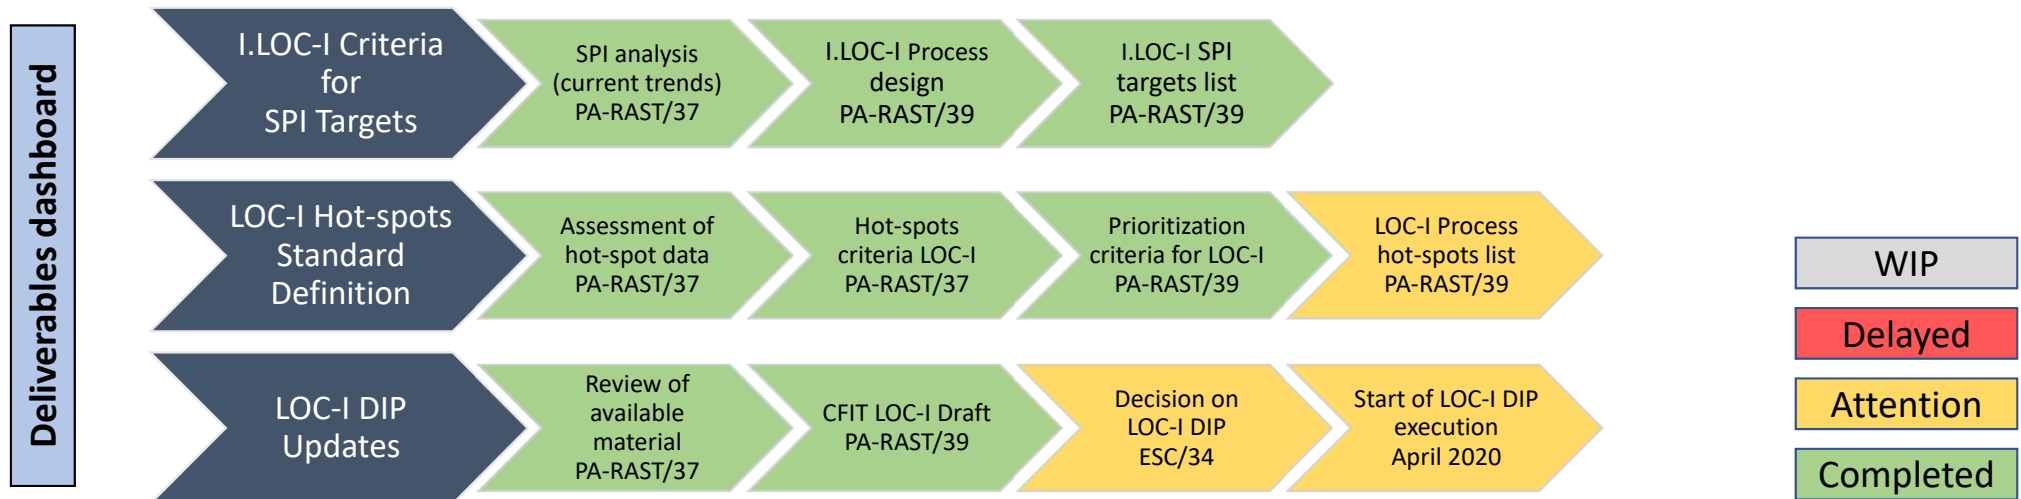 Deliverables dashboard
I.LOC-I Criteria
for
SPI Targets
SPI analysis
(current trends)
PA-RAST/37
I.LOC-I Process
design
PA-RAST/39
I.LOC-I SPI
targets list
PA-RAST/39
LOC-I Hot-spots
Standard
Definition
Assessment of
hot-spot data
PA-RAST/37
Hot-spots
criteria LOC-I
PA-RAST/37
Prioritization
criteria for LOC-I
PA-RAST/39
LOC-I Process
hot-spots list
PA-RAST/39
LOC-I DIP
Updates
Review of
available
material
PA-RAST/37
CFIT LOC-I Draft
PA-RAST/39
Decision on
LOC-I DIP
ESC/34
Start of LOC-I DIP
execution
April 2020
WIP
Delayed
Attention
Completed